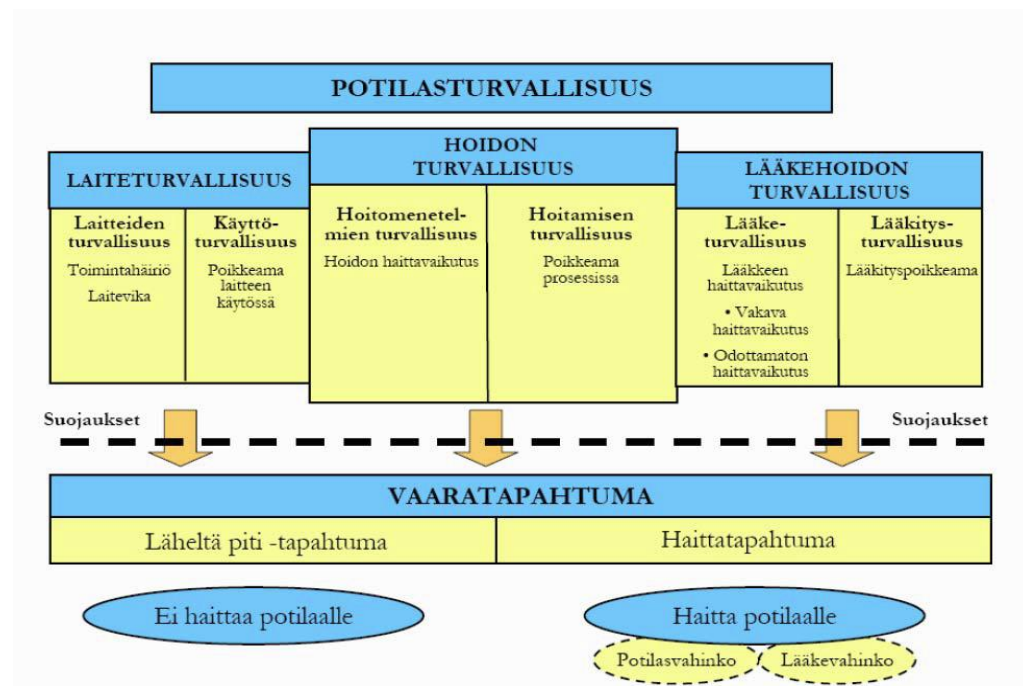 POTILASTURVALLISUUS
LAITETURVALLISUUS
Laitteiden
turvallisuus
Toimintahäiriö
Laitevika
Käyttö-
turvallisuus
Poikkeama
laitteen
käytössä
HOIDON
TURVALLISUUS
Hoitomenetel-
mien turvallisuus
Hoidon haittavaikutus
Hoitamisen
turvallisuus
Poikkeama
prosessissa
LÄÄKEHOIDON
TURVALLISUUS
Lääke-
turvallisuus
Lääkkeen
haittavaikutus
• Vakava
haittavaikutus
• Odottamaton
haittavaikutus
Lääkitys-
turvallisuus
Lääkityspoikkeama
Suojaukset
Suojaukset
VAARATAPAHTUMA
Läheltä piti -tapahtuma
Haittatapahtuma
Ei haittaa potilaalle
Haitta potilaalle
Potilasvahinko
Lääkevahinko